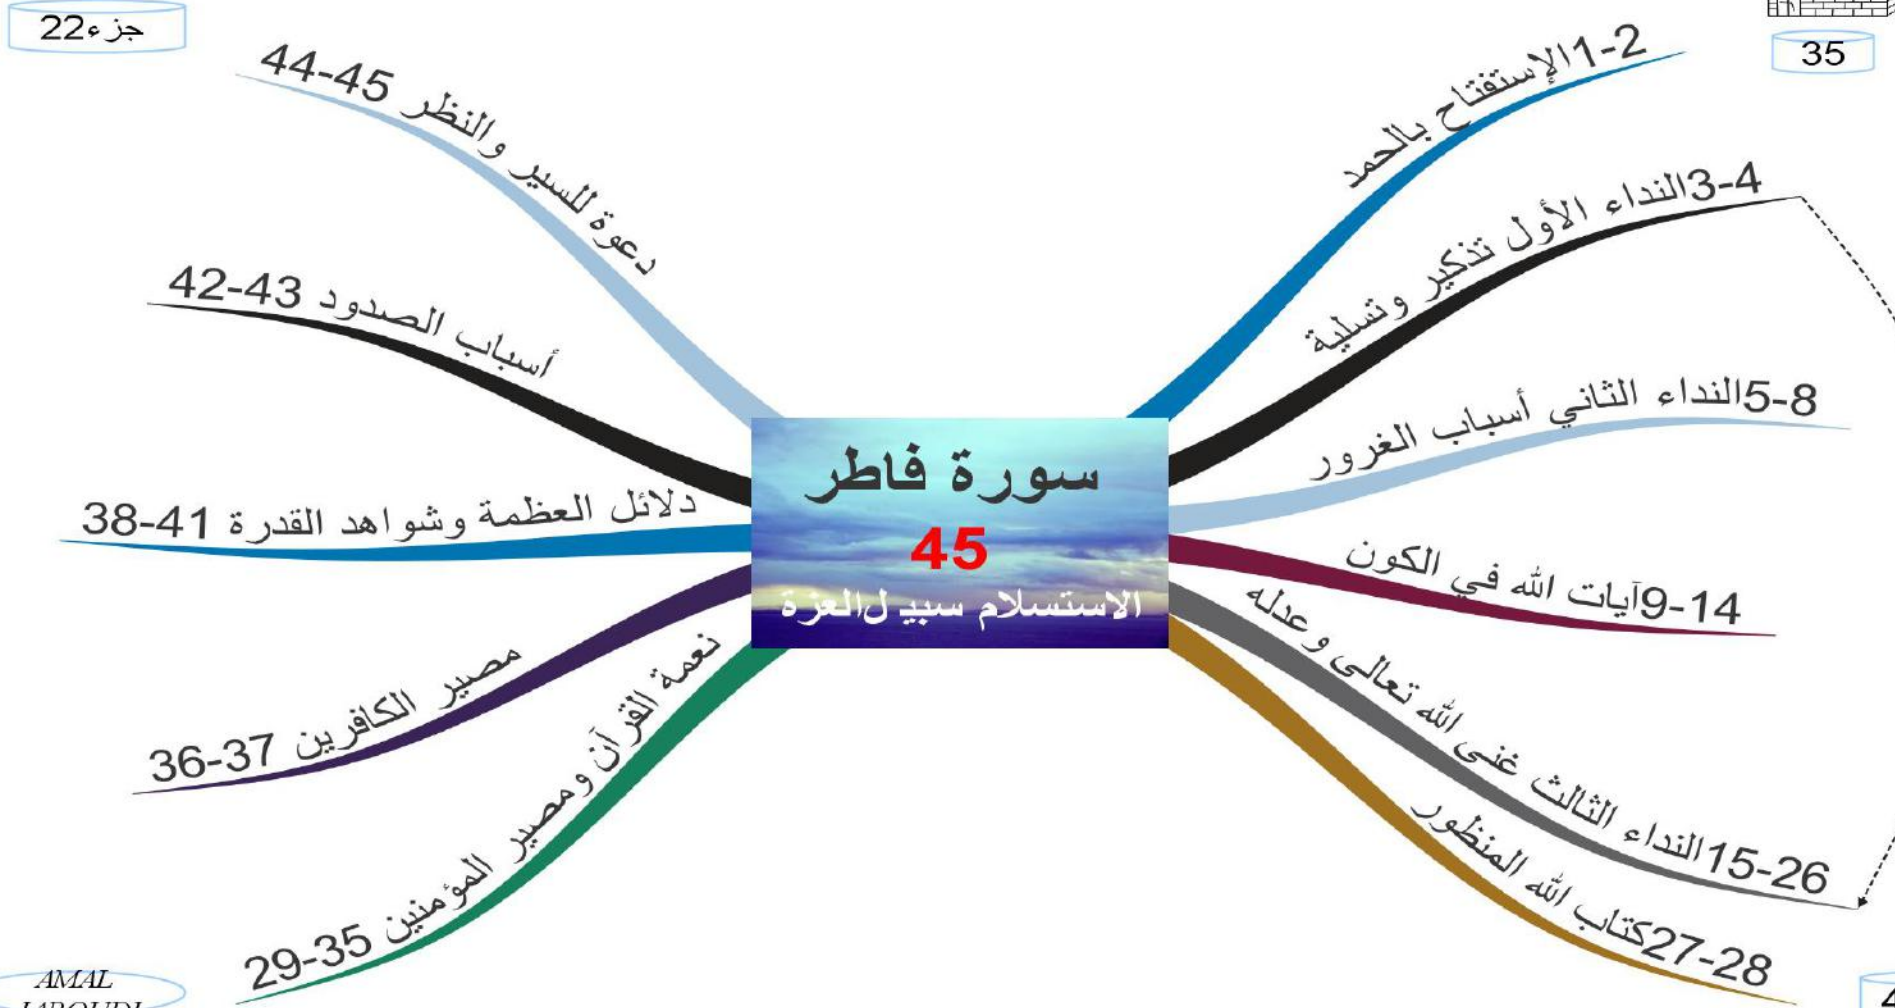 جزء22
35
سورة فاطر
45
الاستسلام سبيل العزة
1-2الإستفتاح بالحمد
3-4النداء الأول تذكير وتسلية
5-8النداء الثاني أسباب الغرور
9-14آيات الله في الكون
15-26النداء الثالث غنى الله تعالى وعدله
27-28كتاب الله المنظور
نعمة القرآن ومصير المؤمنين 29-35
مصير الكافرين 36-37
دلائل العظمة وشواهد القدرة 38-41
أسباب الصدود 42-43
دعوة للسير والنظر 44-45
AMAL